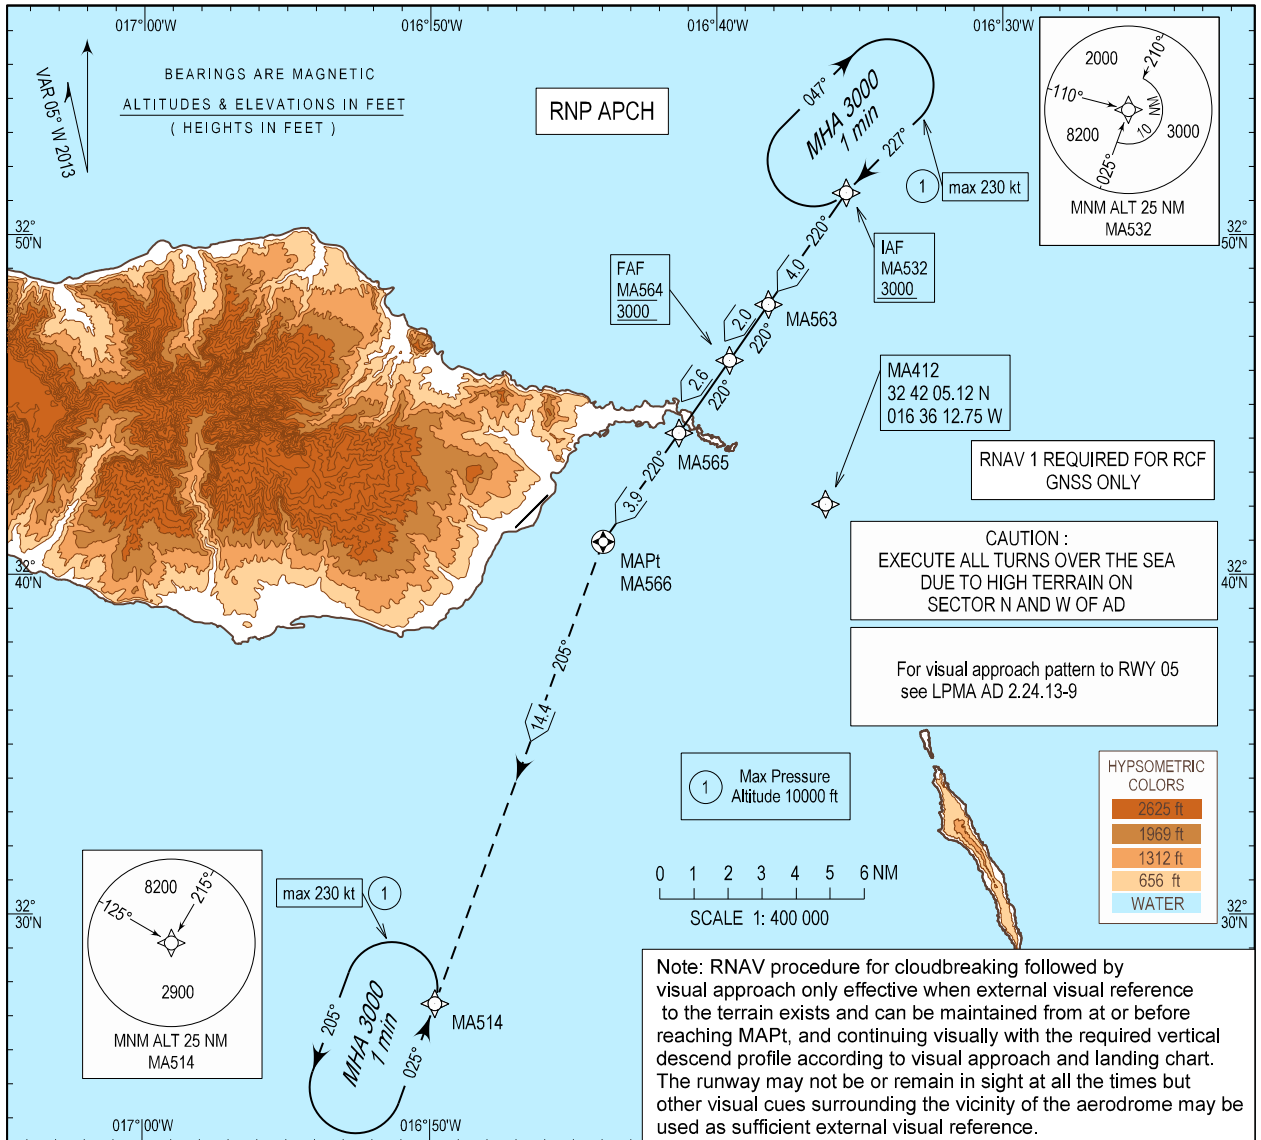 017°00'W
016°50'W
016°40'W
016°30'W
VAR 05° W 2013
BEARINGS ARE MAGNETIC
ALTITUDES & ELEVATIONS IN FEET
( HEIGHTS IN FEET )
RNP APCH
047°
MHA 3000
1 min
227°
1
max 230 kt
2000
210°
110°
8200
10 NM
3000
025°
MNM ALT 25 NM
MA532
32°
50'N
32°
50'N
220°
IAF
MA532
3000
FAF
MA564
3000
4.0
MA563
2.0
220°
2.6
220°
MA565
220°
3.9
MA412
32 42 05.12 N
016 36 12.75 W
RNAV 1 REQUIRED FOR RCF
GNSS ONLY
CAUTION :
EXECUTE ALL TURNS OVER THE SEA
DUE TO HIGH TERRAIN ON
SECTOR N AND W OF AD
MAPt
MA566
32°
40'N
32°
40'N
205°
14.4
For visual approach pattern to RWY 05
see LPMA AD 2.24.13-9
1
Max Pressure
Altitude 10000 ft
HYPSOMETRIC
COLORS
2625 ft
1969 ft
1312 ft
656 ft
WATER
0 1 2 3 4 5 6 NM
SCALE 1: 400 000
8200
215°
125°
2900
MNM ALT 25 NM
MA514
max 230 kt
1
32°
30'N
32°
30'N
205°
MHA 3000
1 min
025°
MA514
Note: RNAV procedure for cloudbreaking followed by
visual approach only effective when external visual reference
to the terrain exists and can be maintained from at or before
reaching MAPt, and continuing visually with the required vertical
descend profile according to visual approach and landing chart.
The runway may not be or remain in sight at all the times but
other visual cues surrounding the vicinity of the aerodrome may be
used as sufficient external visual reference.
017°00'W
016°50'W